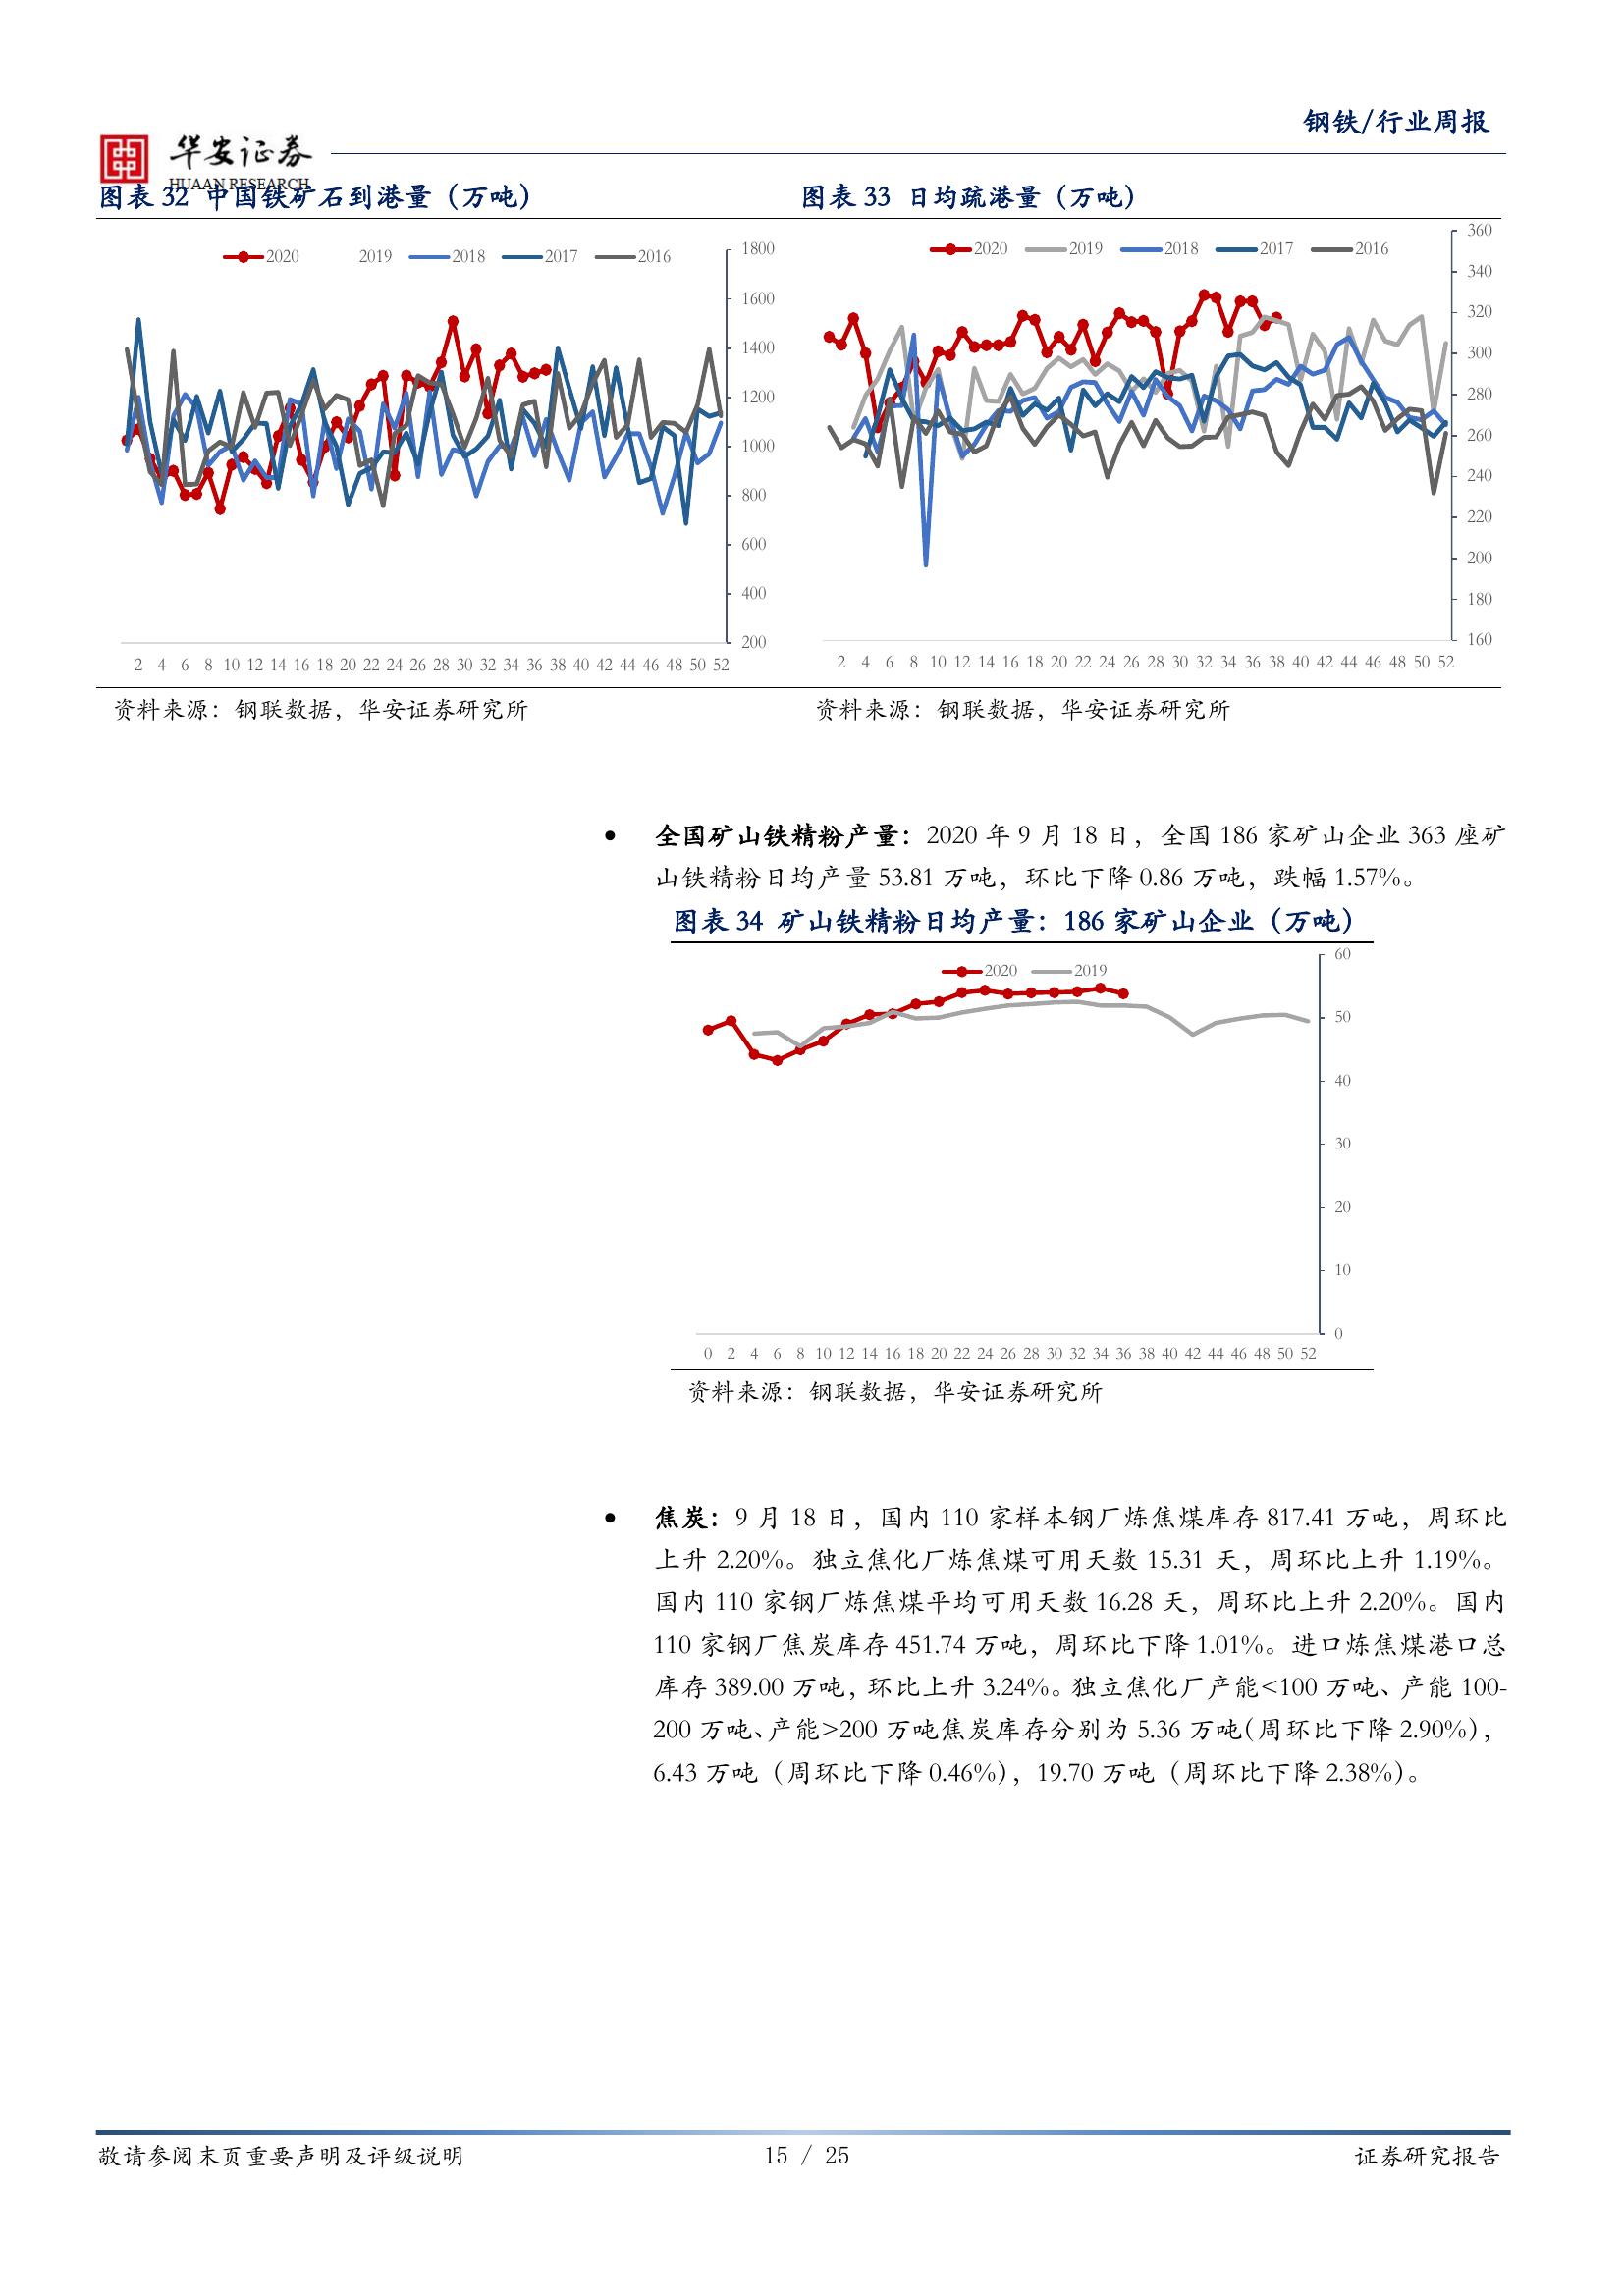 钢铁/行业周报
华安证券
HUAAN RESEARCH
图表 32 中国铁矿石到港量（万吨）
2020 2019 2018 2017 2016
1800
1600
1400
1200
1000
800
600
400
200
2 4 6 8 10 12 14 16 18 20 22 24 26 28 30 32 34 36 38 40 42 44 46 48 50 52
资料来源：钢联数据，华安证券研究所
图表 33 日均疏港量（万吨）
2020 2019 2018 2017 2016
360
340
320
300
280
260
240
220
200
180
160
2 4 6 8 10 12 14 16 18 20 22 24 26 28 30 32 34 36 38 40 42 44 46 48 50 52
资料来源：钢联数据，华安证券研究所
• 全国矿山铁精粉产量：2020 年 9 月 18 日，全国 186 家矿山企业 363 座矿
山铁精粉日均产量 53.81 万吨，环比下降 0.86 万吨，跌幅 1.57%。
图表 34 矿山铁精粉日均产量：186 家矿山企业（万吨）
2020 2019
60
50
40
30
20
10
0
0 2 4 6 8 10 12 14 16 18 20 22 24 26 28 30 32 34 36 38 40 42 44 46 48 50 52
资料来源：钢联数据，华安证券研究所
• 焦炭：9 月 18 日，国内 110 家样本钢厂炼焦煤库存 817.41 万吨，周环比
上升 2.20%。独立焦化厂炼焦煤可用天数 15.31 天，周环比上升 1.19%。
国内 110 家钢厂炼焦煤平均可用天数 16.28 天，周环比上升 2.20%。国内
110 家钢厂焦炭库存 451.74 万吨，周环比下降 1.01%。进口炼焦煤港口总
库存 389.00 万吨，环比上升 3.24%。独立焦化厂产能<100 万吨、产能 100-
200 万吨、产能>200 万吨焦炭库存分别为 5.36 万吨（周环比下降 2.90%），
6.43 万吨（周环比下降 0.46%），19.70 万吨（周环比下降 2.38%）。
敬请参阅末页重要声明及评级说明
15 / 25
证券研究报告